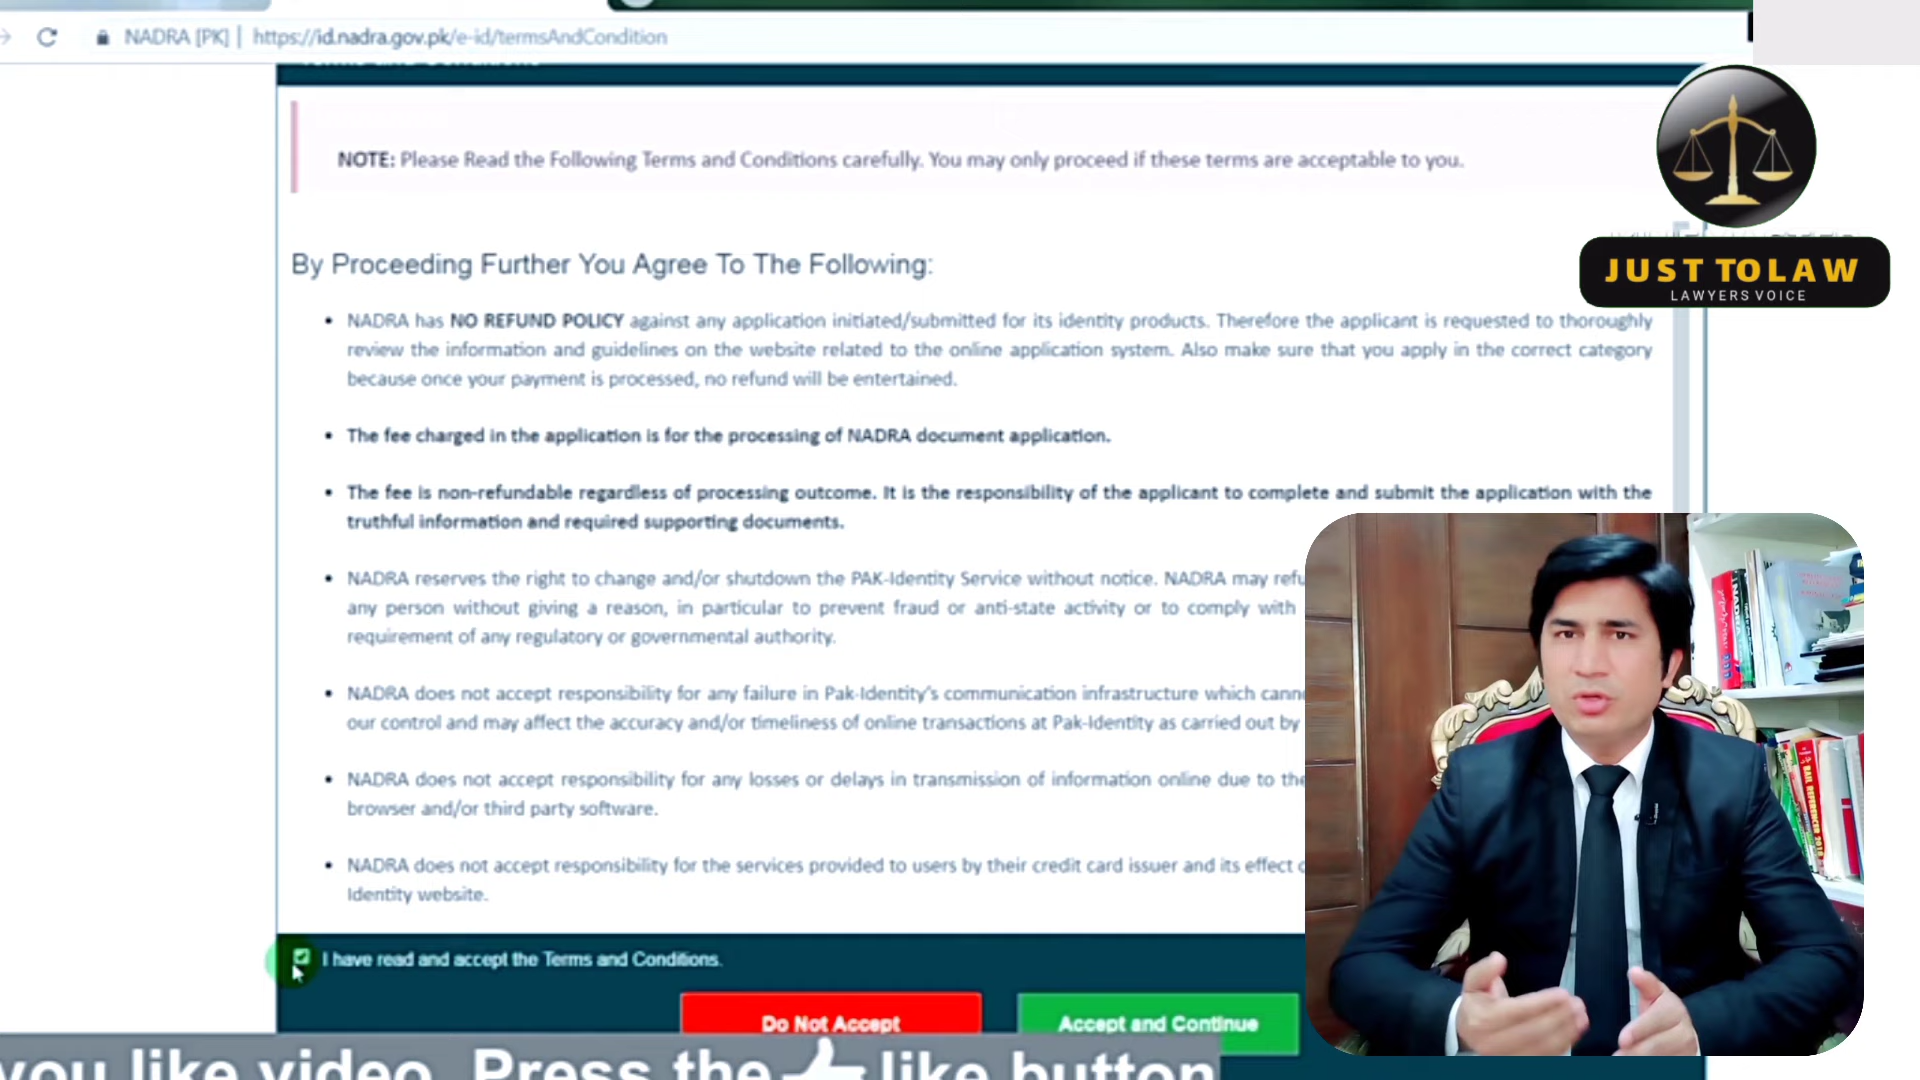 NADRA [PK] | https://id.nadra.gov.pk/e-id/termsAndCondition
NOTE: Please Read the Following Terms and Conditions carefully. You may only proceed if these terms are acceptable to you.
JUST TO LAW
LAWYERS VOICE
By Proceeding Further You Agree To The Following:
• NADRA has NO REFUND POLICY against any application initiated/submitted for its identity products. Therefore the applicant is requested to thoroughly
review the information and guidelines on the website related to the online application system. Also make sure that you apply in the correct category
because once your payment is processed, no refund will be entertained.
• The fee charged in the application is for the processing of NADRA document application.
• The fee is non-refundable regardless of processing outcome. It is the responsibility of the applicant to complete and submit the application with the
truthful information and required supporting documents.
• NADRA reserves the right to change and/or shutdown the PAK-Identity Service without notice. NADRA may refu
any person without giving a reason, in particular to prevent fraud or anti-state activity or to comply with
requirement of any regulatory or governmental authority.
• NADRA does not accept responsibility for any failure in Pak-Identity's communication infrastructure which cann
our control and may affect the accuracy and/or timeliness of online transactions at Pak-Identity as carried out by
• NADRA does not accept responsibility for any losses or delays in transmission of information online due to the
browser and/or third party software.
• NADRA does not accept responsibility for the services provided to users by their credit card issuer and its effect
Identity website.
I have read and accept the Terms and Conditions.
Do Not Accept
Accept and Continue
you like video. Press the like button
BAIL REFERENCER 2018